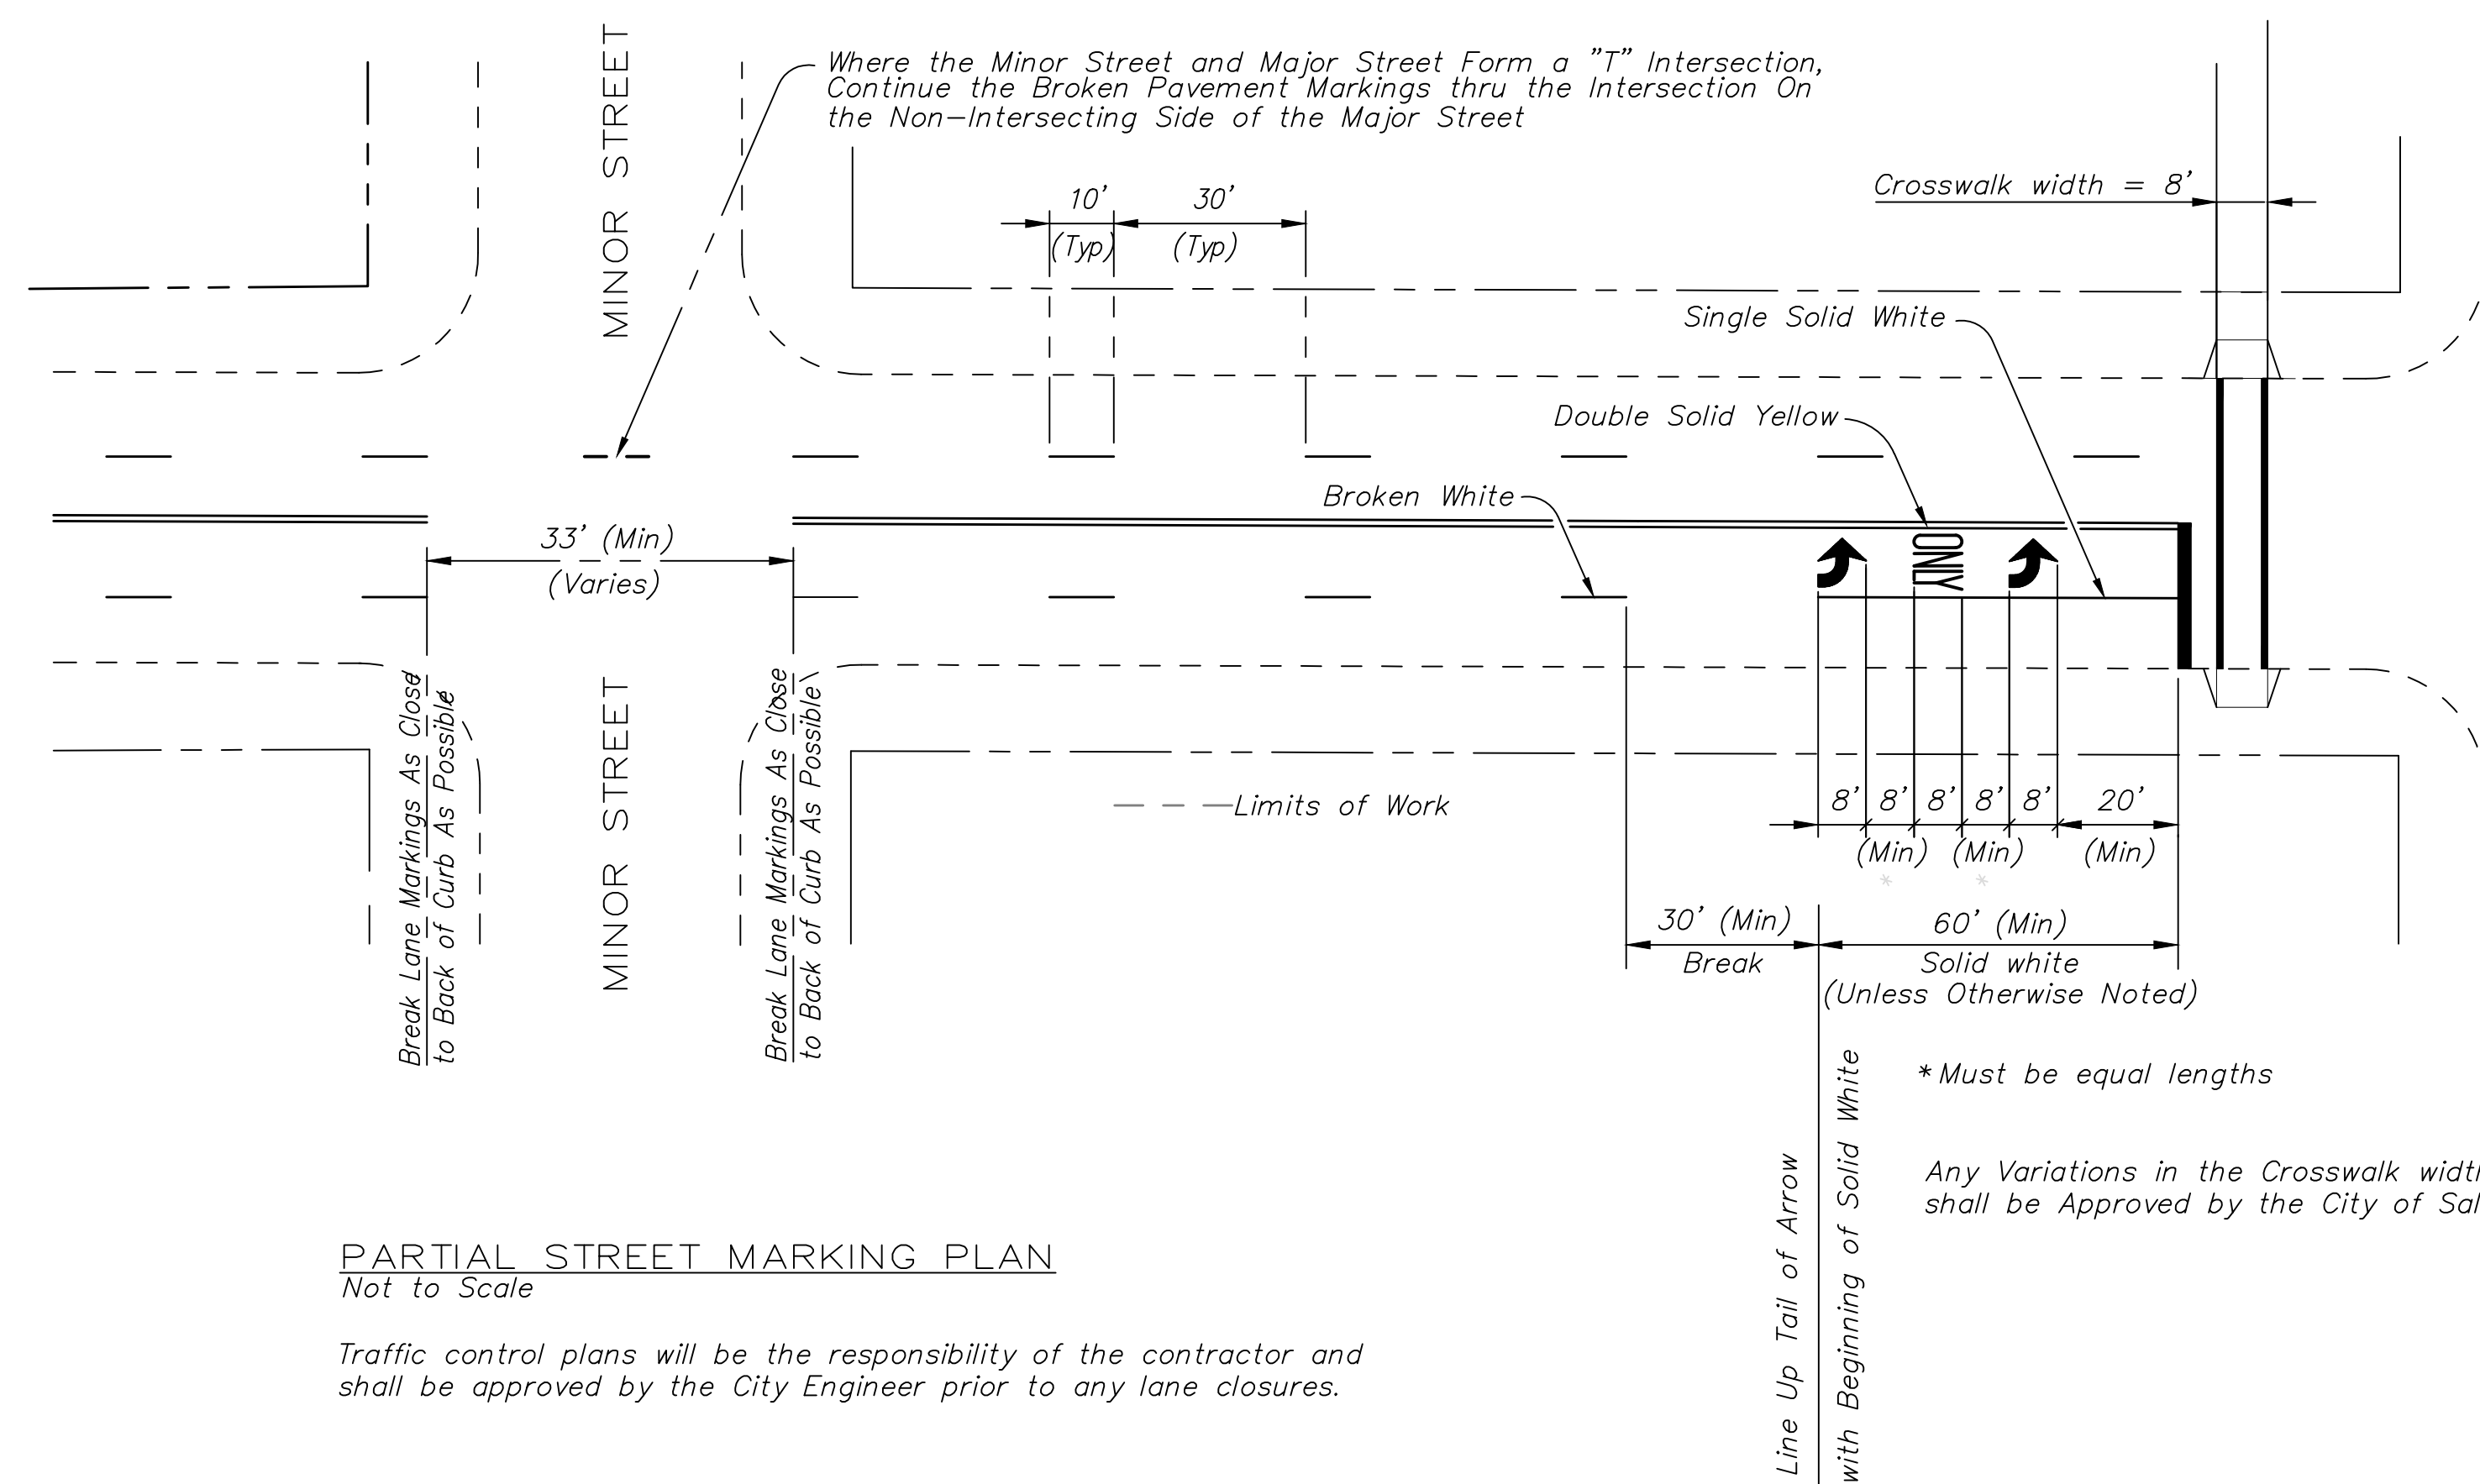 MINOR STREET
Where the Minor Street and Major Street Form a "T" Intersection,
Continue the Broken Pavement Markings thru the Intersection On
the Non-Intersecting Side of the Major Street
Crosswalk width = 8'
10'
30'
(Typ)
(Typ)
Single Solid White
Double Solid Yellow
Broken White
ONLY
33' (Min)
(Varies)
MINOR STREET
Break Lane Markings As Close
to Back of Curb As Possible
Break Lane Markings As Close
to Back of Curb As Possible
Limits of Work
8' 8' 8' 8' 8' 20'
(Min) (Min) (Min)
* *
30' (Min)
Break
60' (Min)
Solid white
(Unless Otherwise Noted)
* Must be equal lengths
Line Up Tail of Arrow
with Beginning of Solid White
Any Variations in the Crosswalk width
shall be Approved by the City of Sal
PARTIAL STREET MARKING PLAN
Not to Scale
Traffic control plans will be the responsibility of the contractor and
shall be approved by the City Engineer prior to any lane closures.